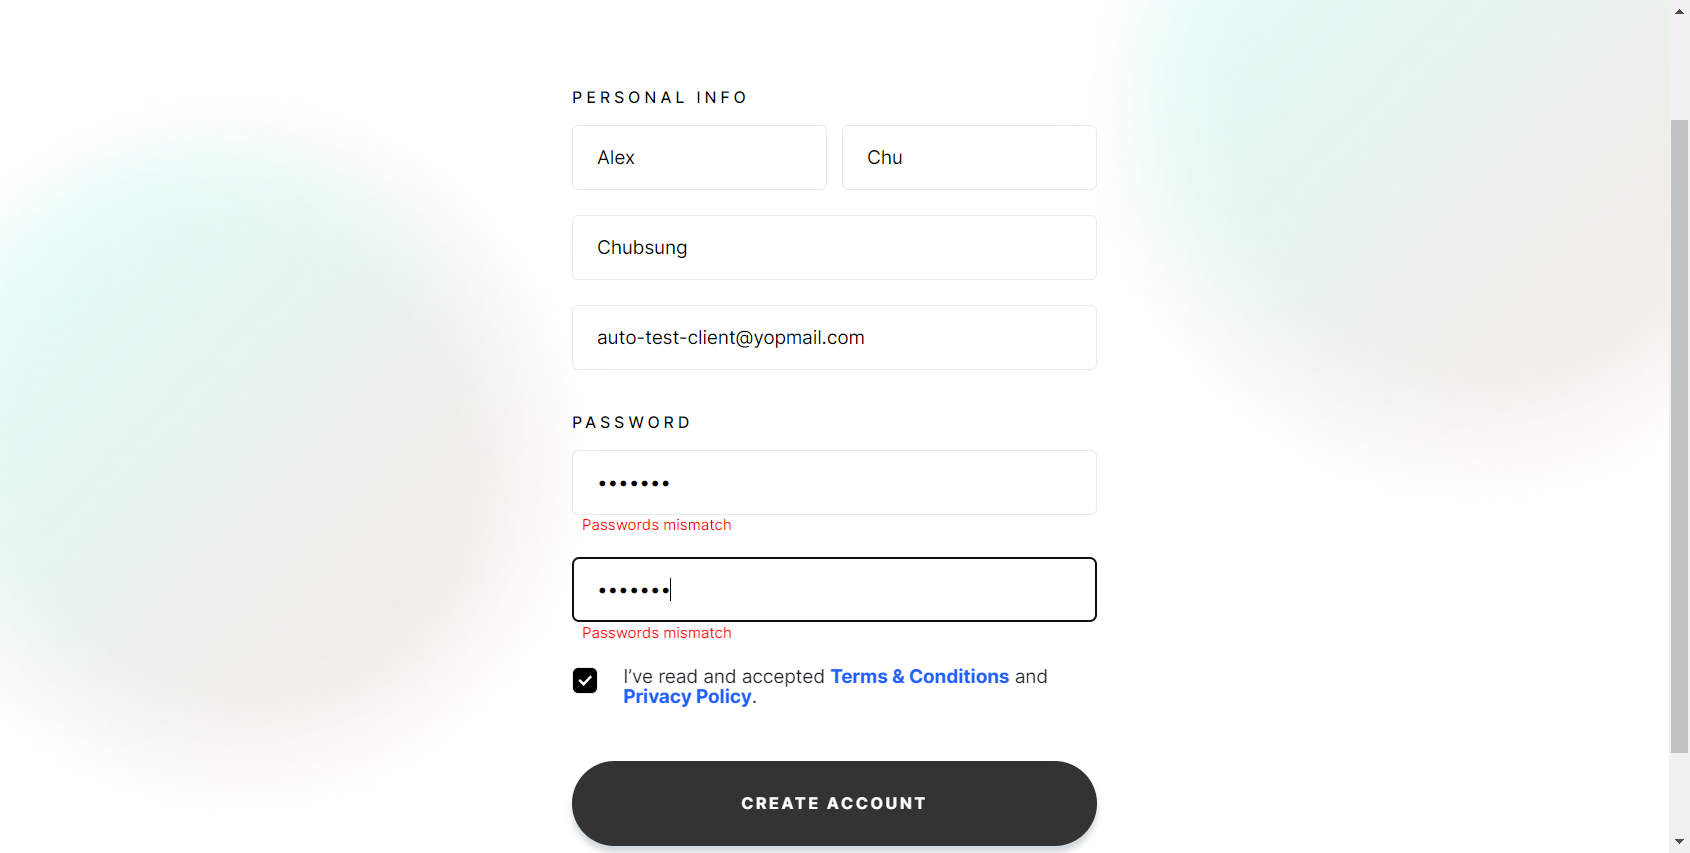 PERSONAL INFO
Alex Chu
Chubsung
auto-test-client@yopmail.com
PASSWORD
•••••••
Passwords mismatch
•••••••
Passwords mismatch
I’ve read and accepted Terms & Conditions and
Privacy Policy.
CREATE ACCOUNT